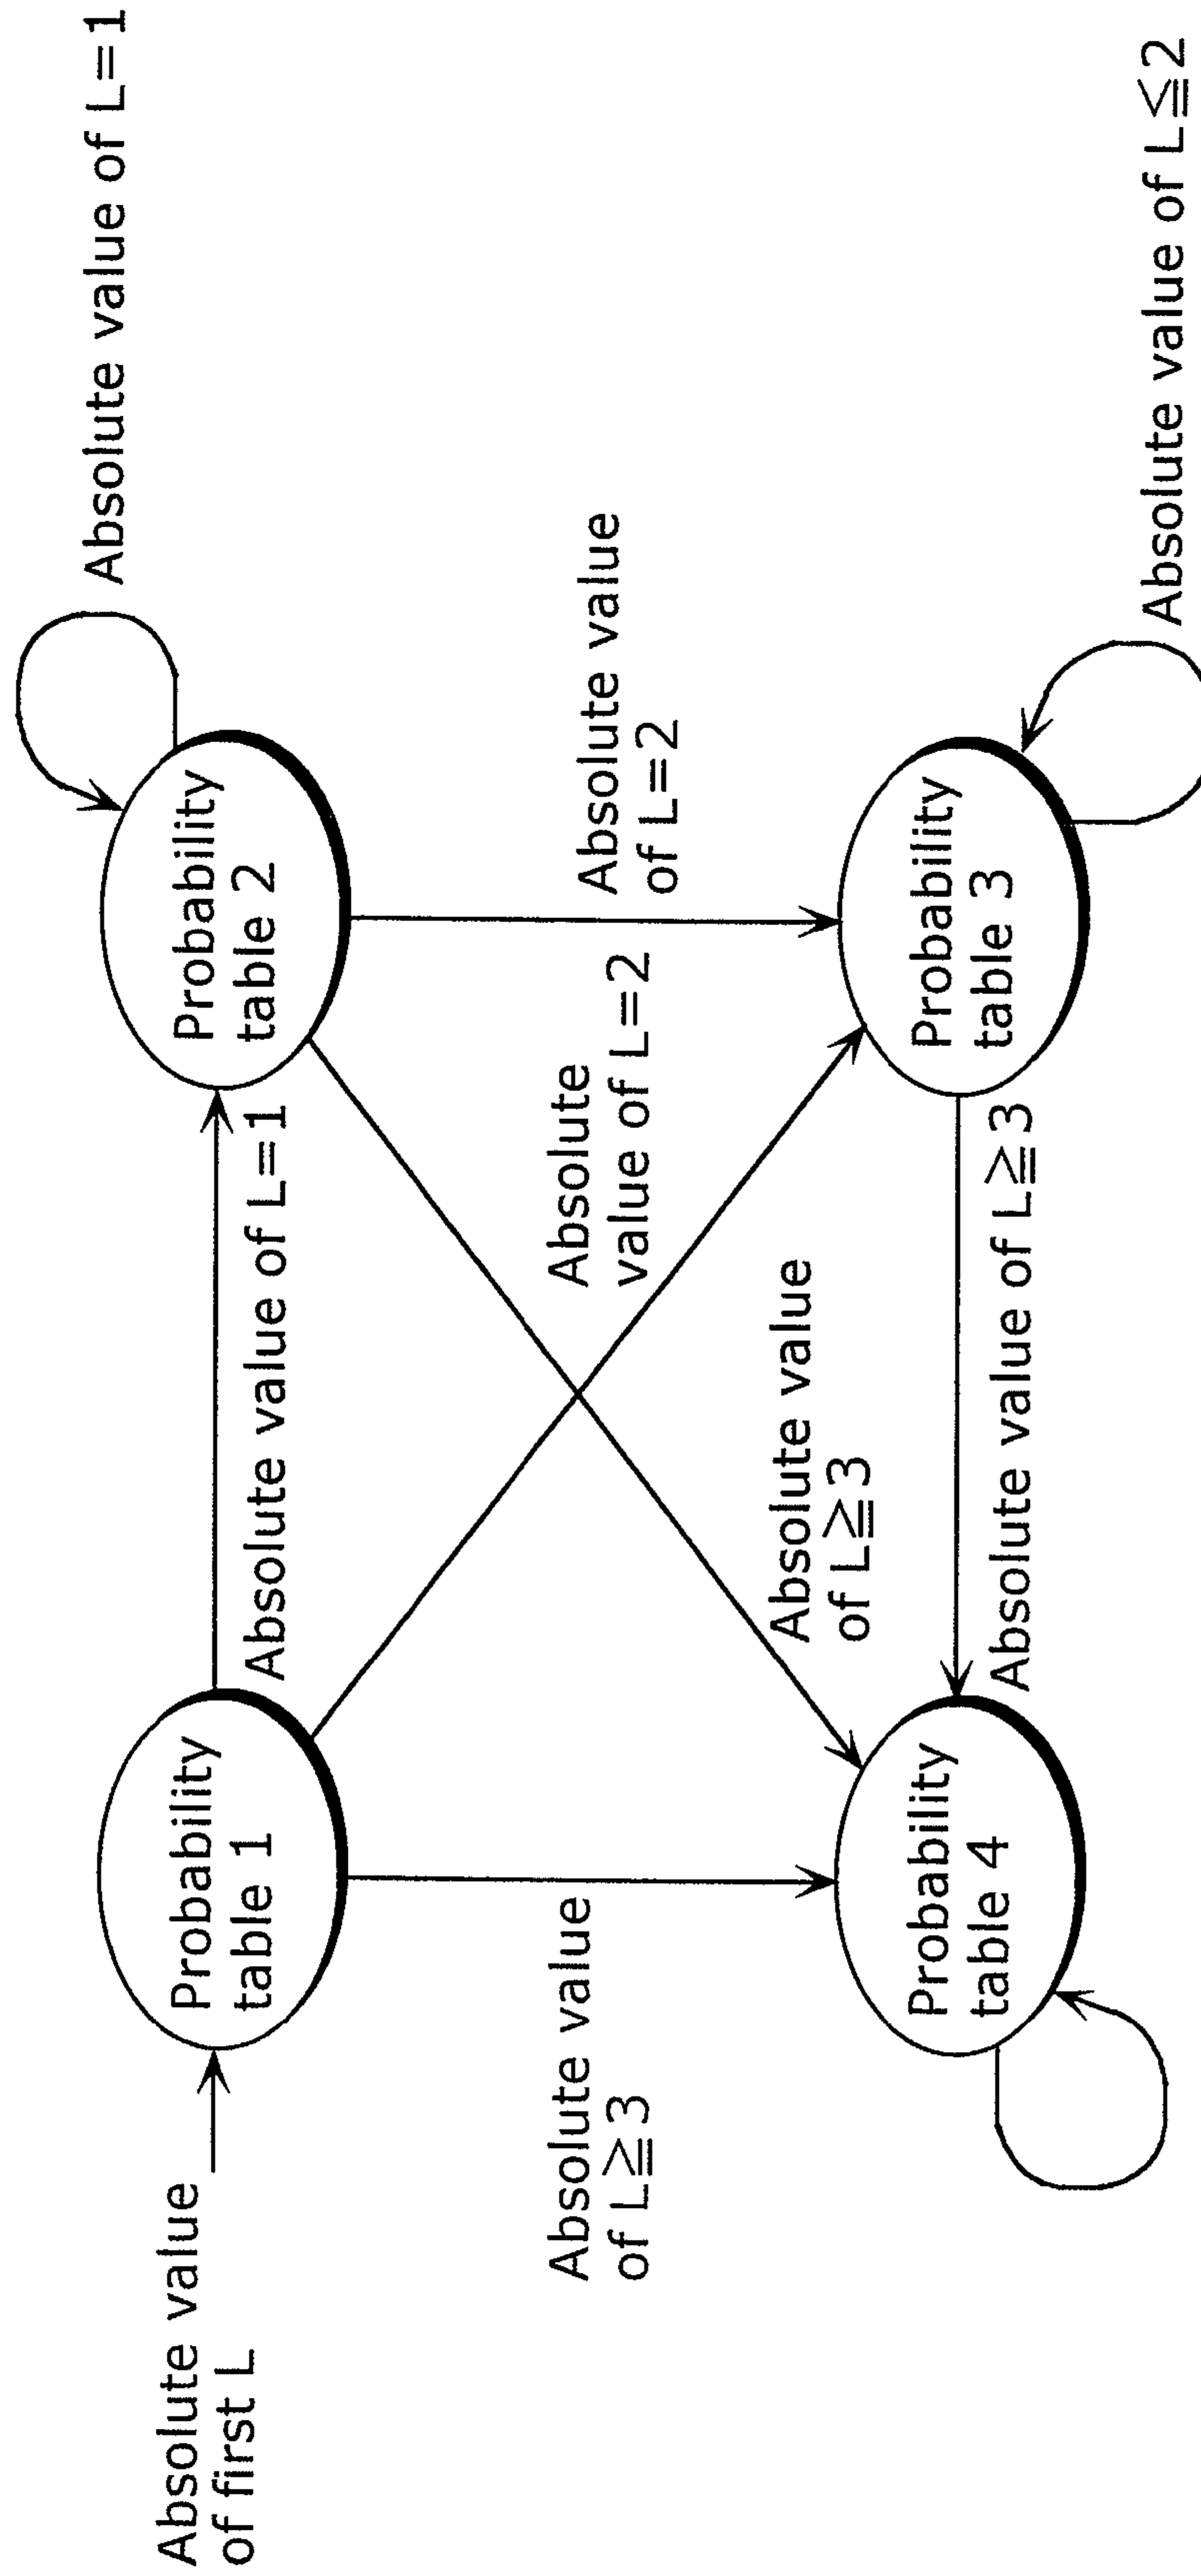 Absolute value of L=1
Absolute value
of first L
Probability
table 1
Absolute value of L=1
Probability
table 2
Absolute value
of L≧3
Absolute
value of L=2
Absolute value
of L=2
Absolute value
of L≧3
Probability
table 4
Absolute value of L≧3
Probability
table 3
Absolute value of L≦2